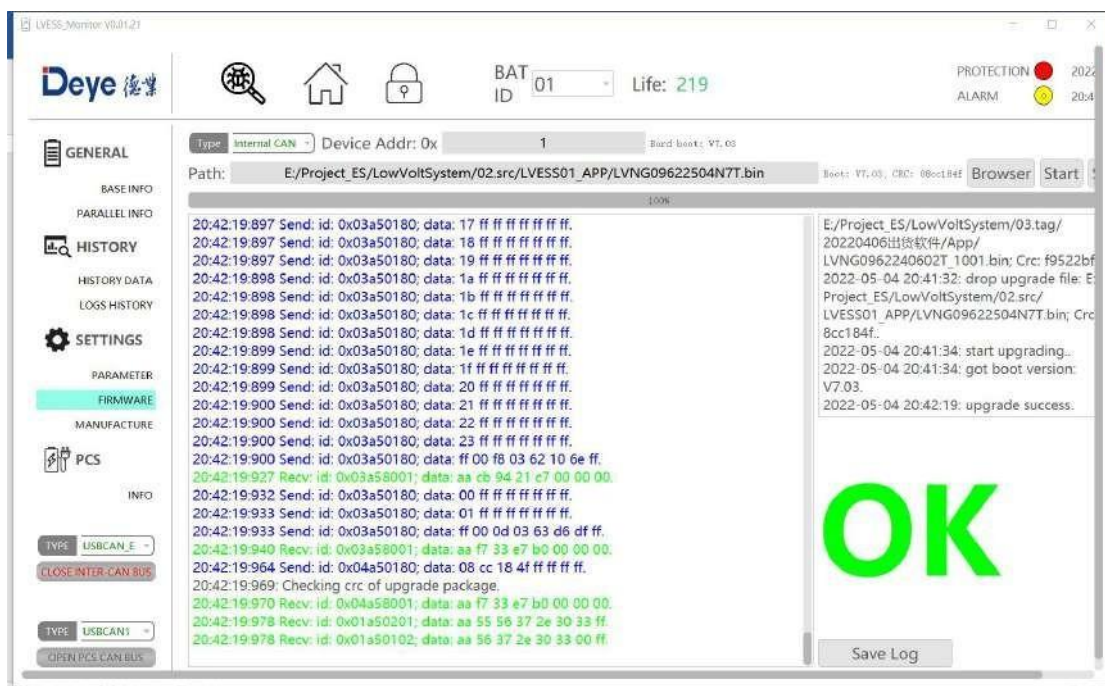 LVESS_Monitor V0.01.21
Deye 德業
BAT ID 01
Life: 219
PROTECTION
2022
ALARM
20:4
GENERAL
BASE INFO
PARALLEL INFO
HISTORY
HISTORY DATA
LOGS HISTORY
SETTINGS
PARAMETER
FIRMWARE
MANUFACTURE
PCS
INFO
TYPE USBCAN_E
CLOSE INTER-CAN BUS
TYPE USBCAN1
OPEN PCS CAN BUS
Type Internal CAN Device Addr: 0x 1 Hard boot: V7.03
Path: E:/Project_ES/LowVoltSystem/02.src/LVESS01_APP/LVNG09622504N7T.bin Boot: V7.03, CRC: 08cc184f Browser Start
100%
20:42:19:897 Send: id: 0x03a50180; data: 17 ff ff ff ff ff ff ff.
20:42:19:897 Send: id: 0x03a50180; data: 18 ff ff ff ff ff ff ff.
20:42:19:897 Send: id: 0x03a50180; data: 19 ff ff ff ff ff ff ff.
20:42:19:898 Send: id: 0x03a50180; data: 1a ff ff ff ff ff ff ff.
20:42:19:898 Send: id: 0x03a50180; data: 1b ff ff ff ff ff ff ff.
20:42:19:898 Send: id: 0x03a50180; data: 1c ff ff ff ff ff ff ff.
20:42:19:898 Send: id: 0x03a50180; data: 1d ff ff ff ff ff ff ff.
20:42:19:899 Send: id: 0x03a50180; data: 1e ff ff ff ff ff ff ff.
20:42:19:899 Send: id: 0x03a50180; data: 1f ff ff ff ff ff ff ff.
20:42:19:899 Send: id: 0x03a50180; data: 20 ff ff ff ff ff ff ff.
20:42:19:900 Send: id: 0x03a50180; data: 21 ff ff ff ff ff ff ff.
20:42:19:900 Send: id: 0x03a50180; data: 22 ff ff ff ff ff ff ff.
20:42:19:900 Send: id: 0x03a50180; data: 23 ff ff ff ff ff ff ff.
20:42:19:900 Send: id: 0x03a50180; data: ff 00 f8 03 62 10 6e ff.
20:42:19:927 Recv: id: 0x03a58001; data: aa cb 94 21 c7 00 00 00.
20:42:19:932 Send: id: 0x03a50180; data: 00 ff ff ff ff ff ff ff.
20:42:19:933 Send: id: 0x03a50180; data: 01 ff ff ff ff ff ff ff.
20:42:19:933 Send: id: 0x03a50180; data: ff 00 0d 03 63 d6 df ff.
20:42:19:940 Recv: id: 0x03a58001; data: aa f7 33 e7 b0 00 00 00.
20:42:19:964 Send: id: 0x04a50180; data: 08 cc 18 4f ff ff ff ff.
20:42:19:969: Checking crc of upgrade package.
20:42:19:970 Recv: id: 0x04a58001; data: aa f7 33 e7 b0 00 00 00.
20:42:19:978 Recv: id: 0x01a50201; data: aa 55 56 37 2e 30 33 ff.
20:42:19:978 Recv: id: 0x01a50102; data: aa 56 37 2e 30 33 00 ff.
E:/Project_ES/LowVoltSystem/03.tag/
20220406出货软件/App/
LVNG0962240602T_1001.bin; Crc: f9522bf
2022-05-04 20:41:32: drop upgrade file: E:
Project_ES/LowVoltSystem/02.src/
LVESS01_APP/LVNG09622504N7T.bin; Crc
8cc184f..
2022-05-04 20:41:34: start upgrading..
2022-05-04 20:41:34: got boot version:
V7.03.
2022-05-04 20:42:19: upgrade success.
OK
Save Log